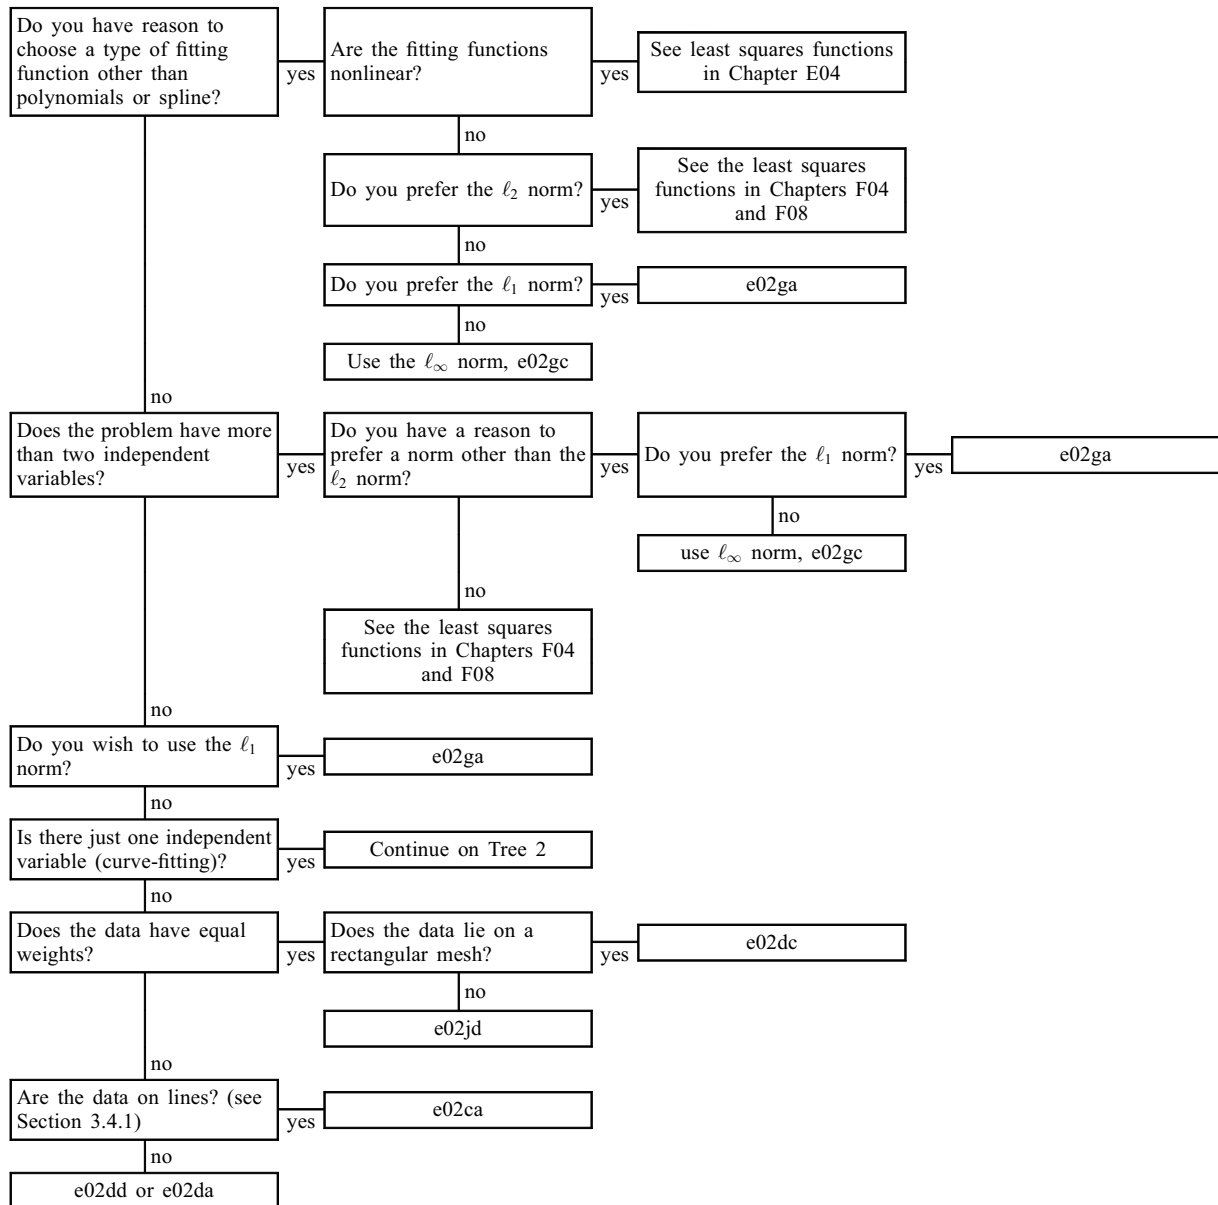 Do you have reason to
choose a type of fitting
function other than
polynomials or spline?
yes
Are the fitting functions
nonlinear?
yes
See least squares functions
in Chapter E04
no
Do you prefer the ℓ2 norm?
yes
See the least squares
functions in Chapters F04
and F08
no
Do you prefer the ℓ1 norm?
yes
e02ga
no
Use the ℓ∞ norm, e02gc
no
Does the problem have more
than two independent
variables?
yes
Do you have a reason to
prefer a norm other than the
ℓ2 norm?
yes
Do you prefer the ℓ1 norm?
yes
e02ga
no
use ℓ∞ norm, e02gc
no
See the least squares
functions in Chapters F04
and F08
no
Do you wish to use the ℓ1
norm?
yes
e02ga
no
Is there just one independent
variable (curve-fitting)?
yes
Continue on Tree 2
no
Does the data have equal
weights?
yes
Does the data lie on a
rectangular mesh?
yes
e02dc
no
e02jd
no
Are the data on lines? (see
Section 3.4.1)
yes
e02ca
no
e02dd or e02da